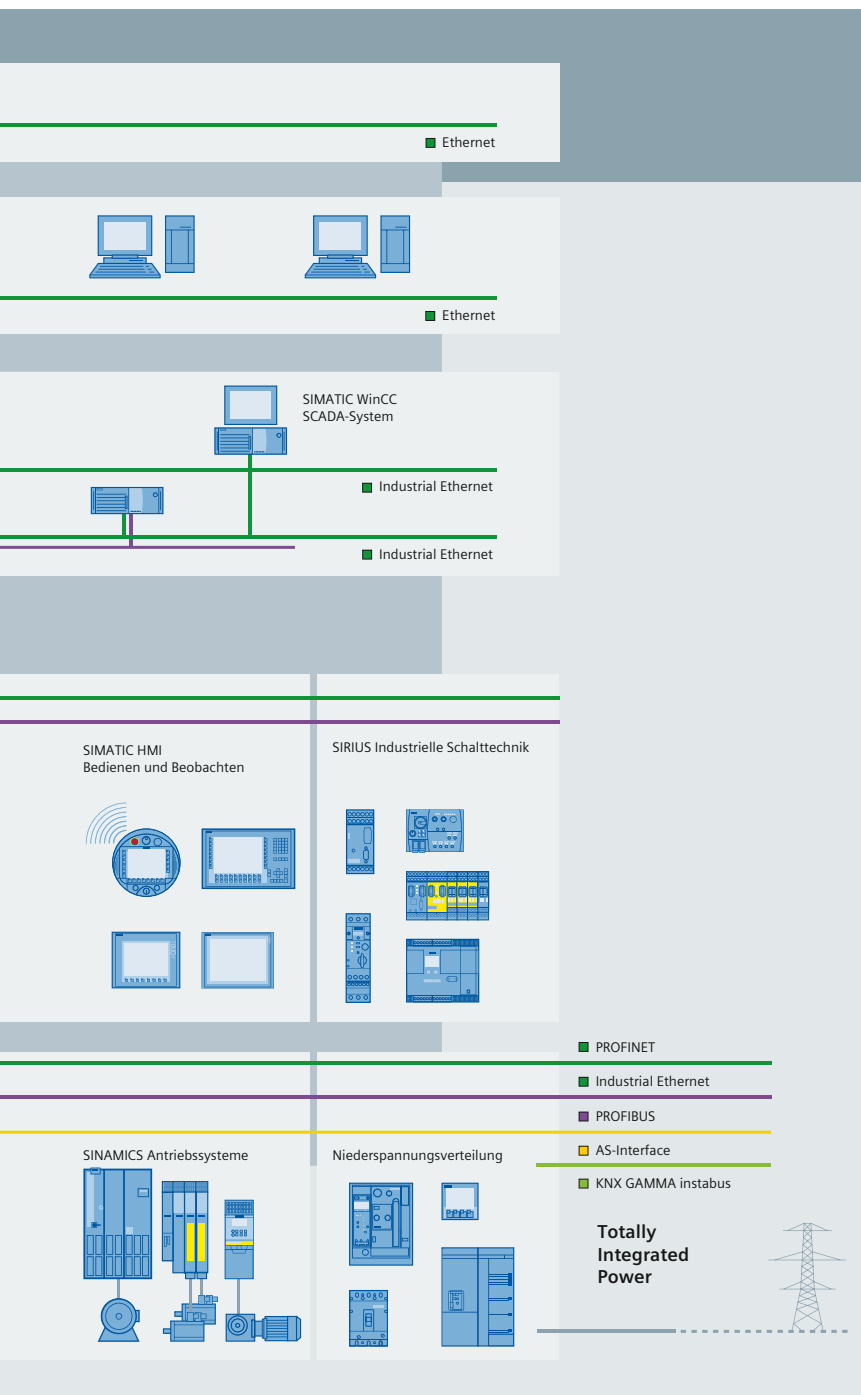 Ethernet
Ethernet
SIMATIC WinCC
SCADA-System
Industrial Ethernet
Industrial Ethernet
SIMATIC HMI
Bedienen und Beobachten
SIRIUS Industrielle Schalttechnik
PROFINET
Industrial Ethernet
PROFIBUS
AS-Interface
KNX GAMMA instabus
SINAMICS Antriebssysteme
Niederspannungsverteilung
Totally
Integrated
Power